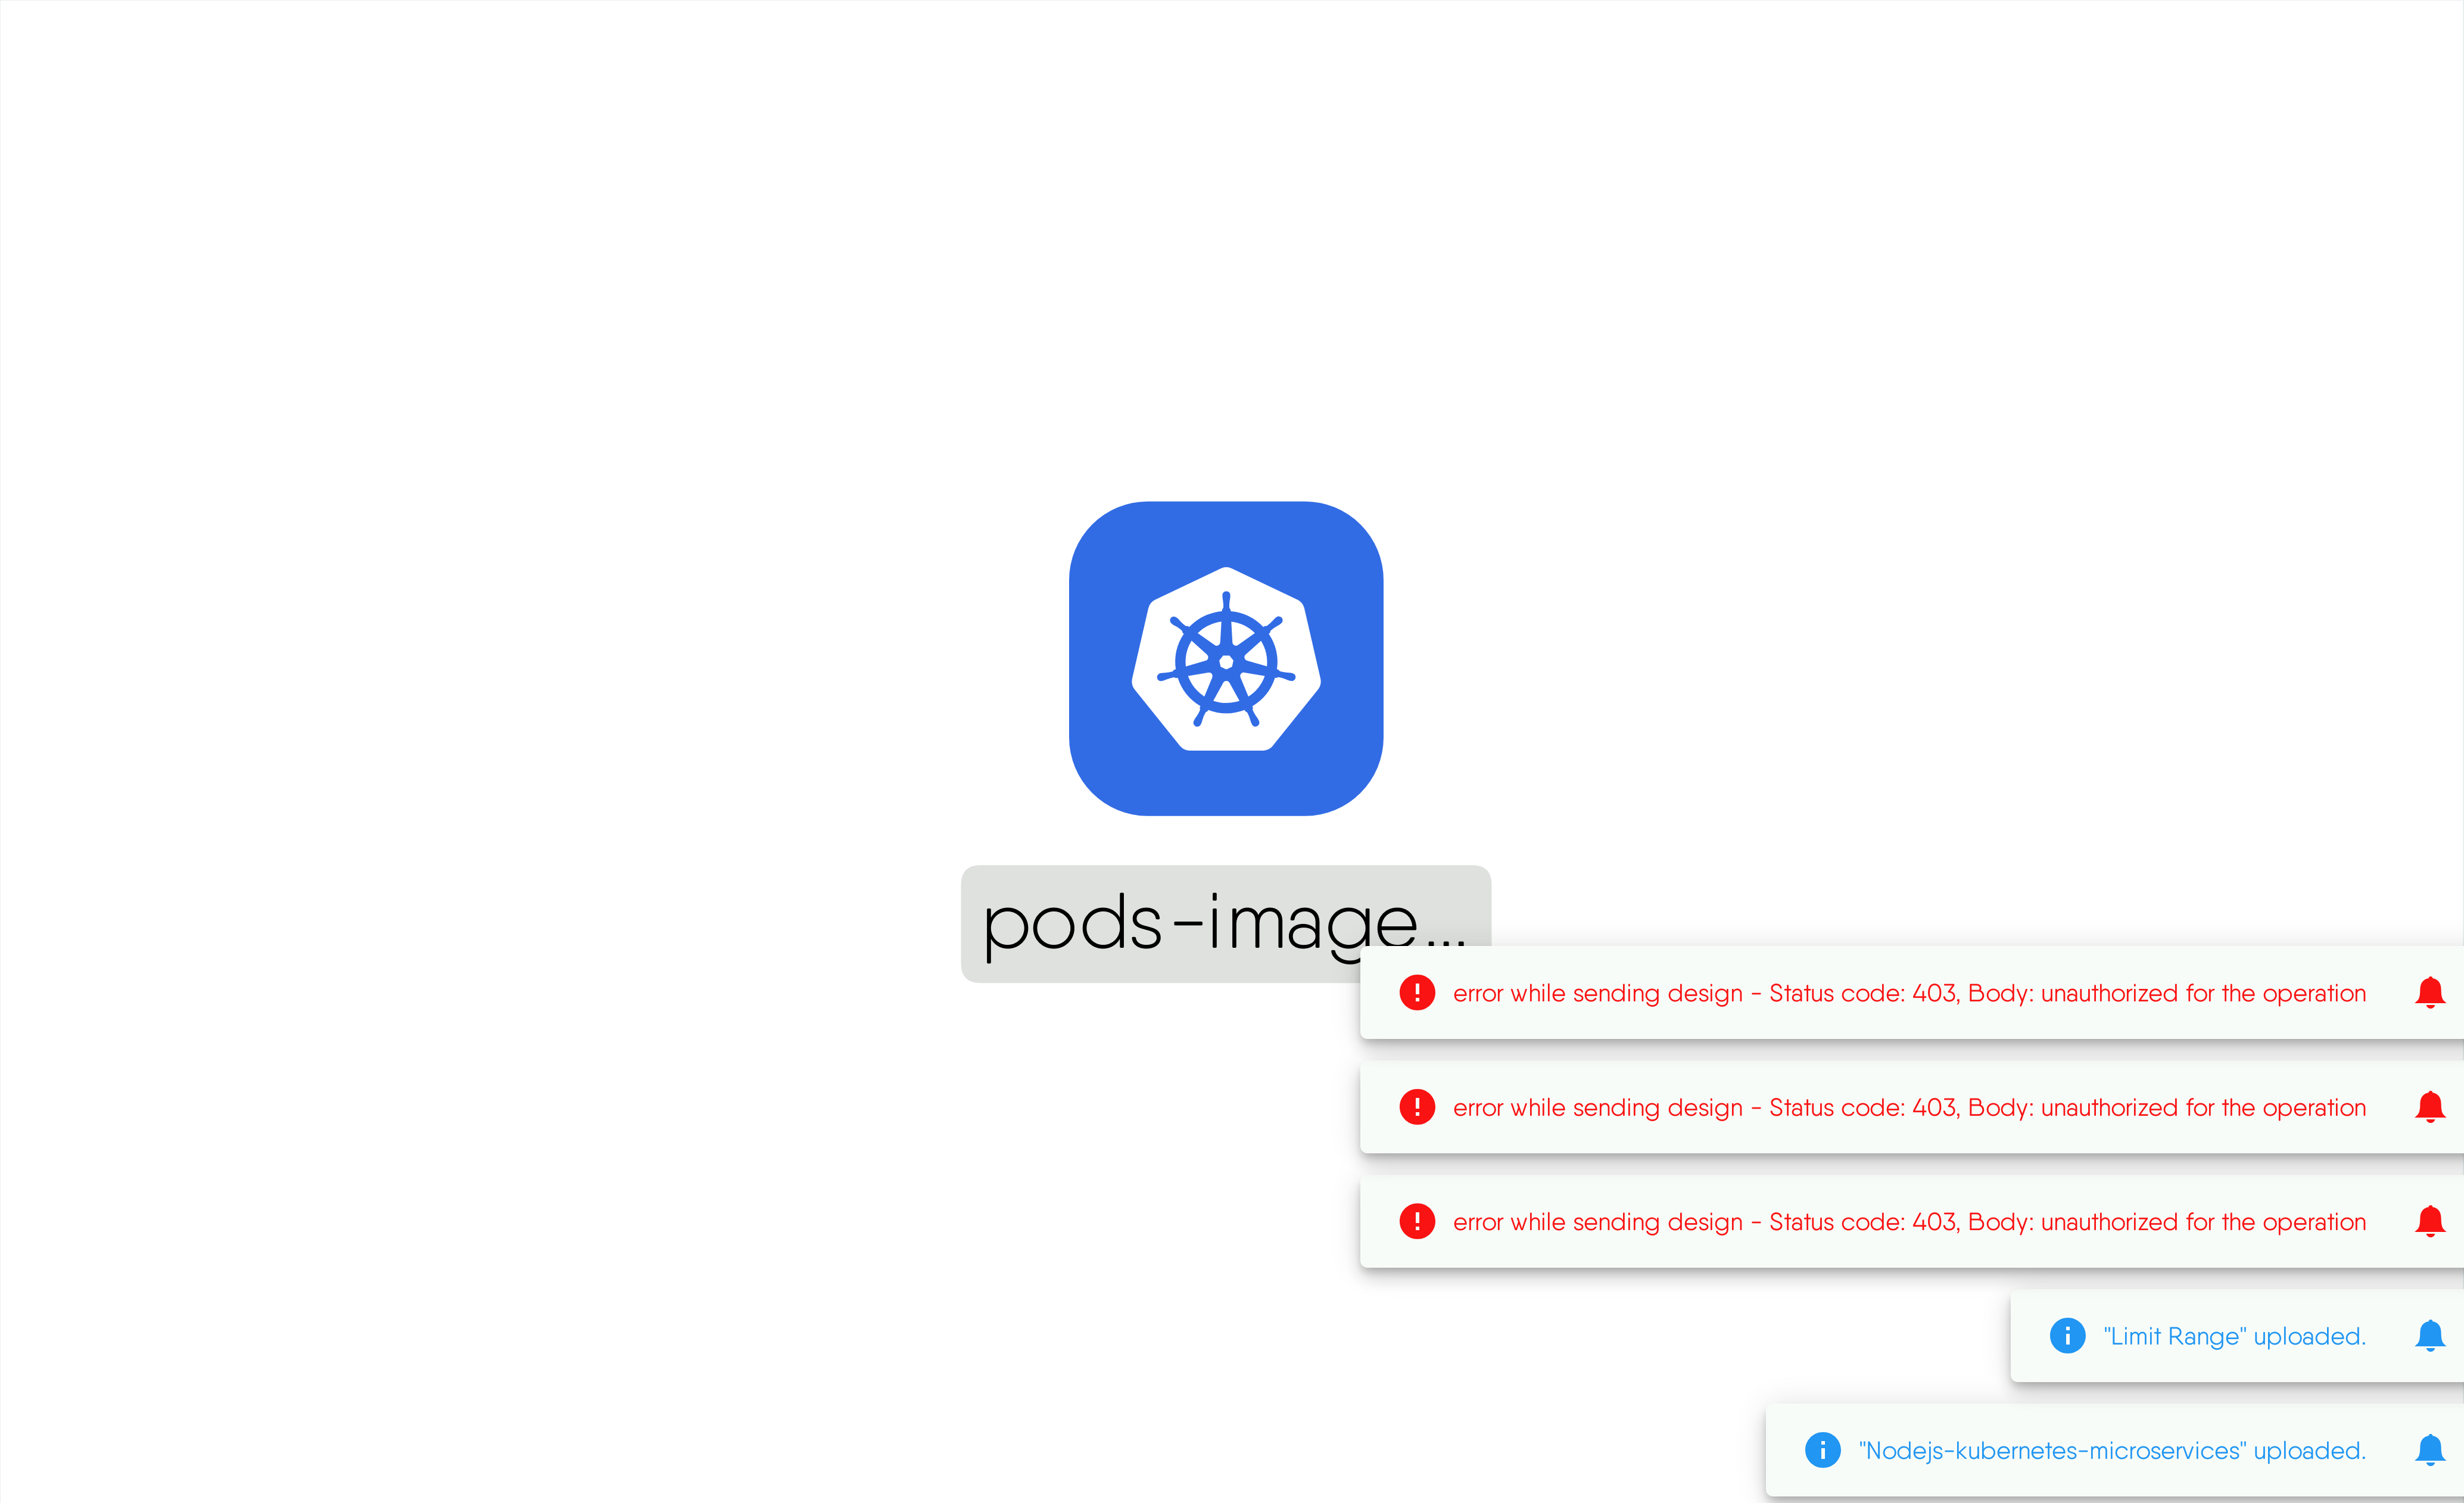 pods-image...
error while sending design - Status code: 403, Body: unauthorized for the operation
error while sending design - Status code: 403, Body: unauthorized for the operation
error while sending design - Status code: 403, Body: unauthorized for the operation
"Limit Range" uploaded.
"Nodejs-kubernetes-microservices" uploaded.